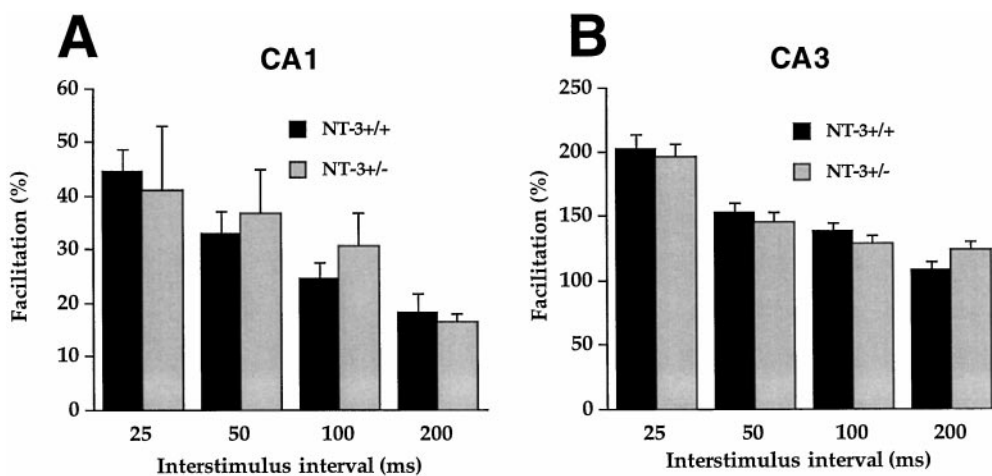 A
CA1
Facilitation (%)
60
50
40
30
20
10
0
NT-3+/+
NT-3+/-
25 50 100 200
Interstimulus interval (ms)
B
CA3
Facilitation (%)
250
200
150
100
50
0
NT-3+/+
NT-3+/-
25 50 100 200
Interstimulus interval (ms)